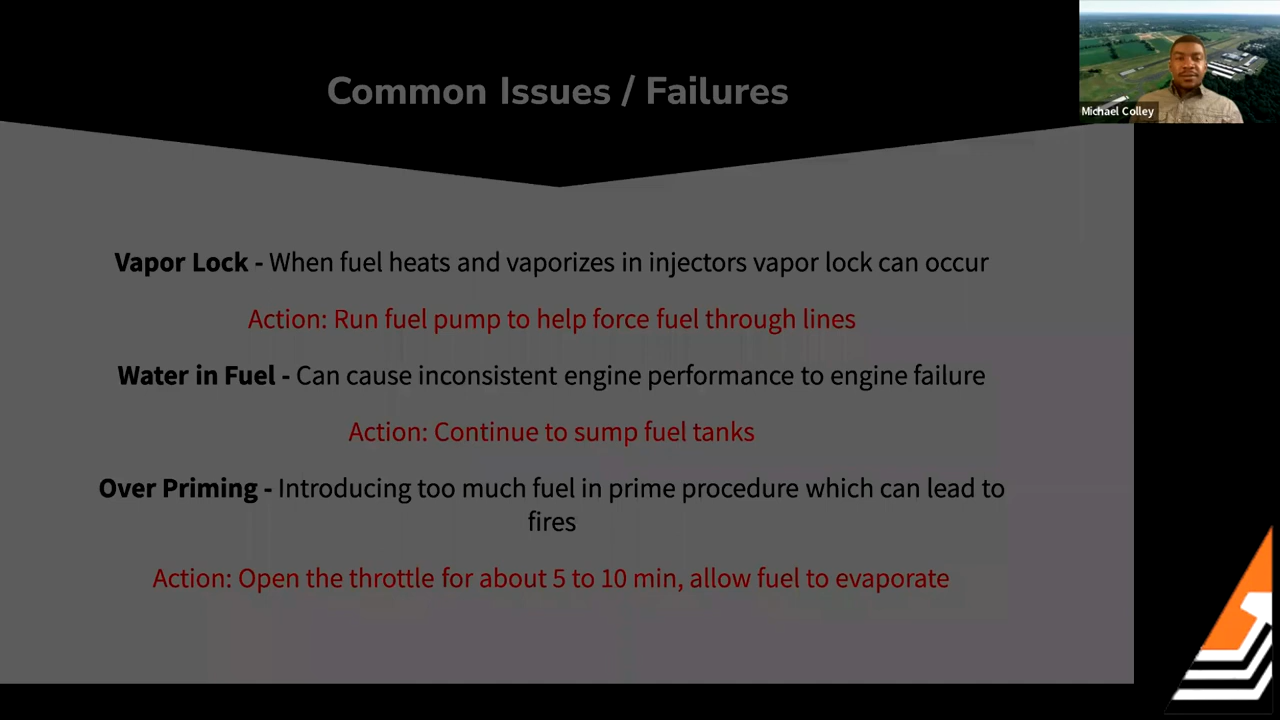 Common Issues / Failures
Michael Colley
Vapor Lock - When fuel heats and vaporizes in injectors vapor lock can occur
Action: Run fuel pump to help force fuel through lines
Water in Fuel - Can cause inconsistent engine performance to engine failure
Action: Continue to sump fuel tanks
Over Priming - Introducing too much fuel in prime procedure which can lead to
fires
Action: Open the throttle for about 5 to 10 min, allow fuel to evaporate